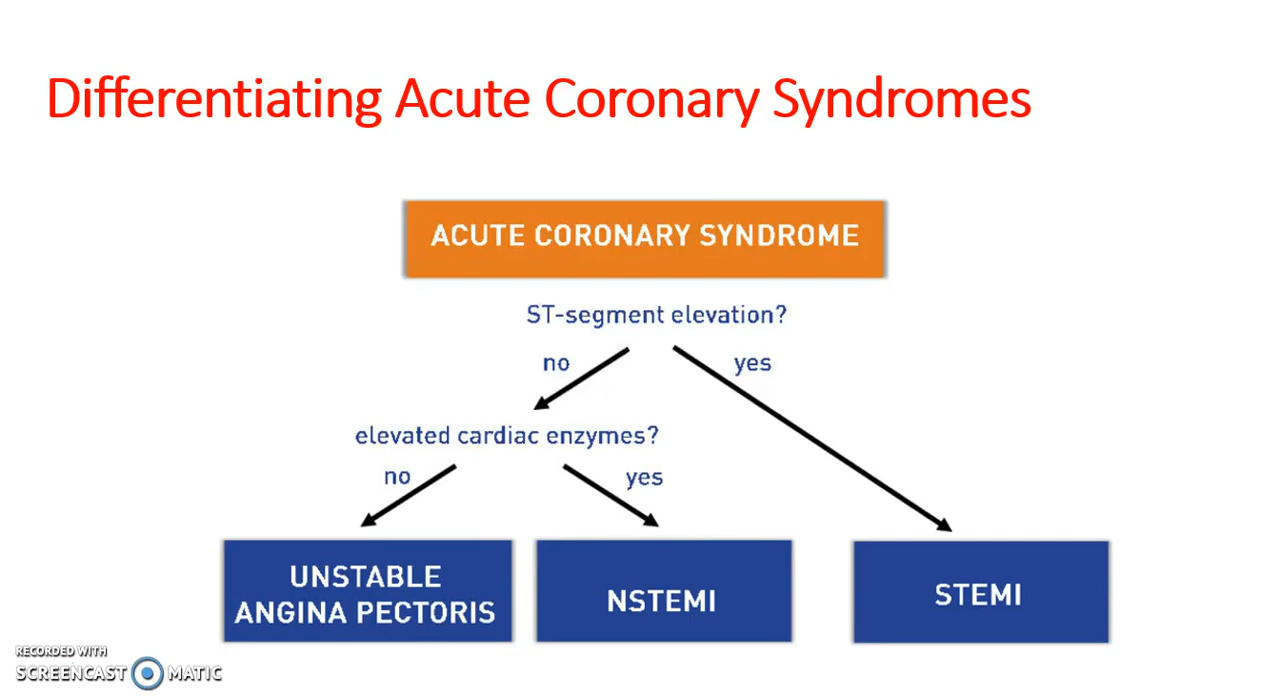 Differentiating Acute Coronary Syndromes
ACUTE CORONARY SYNDROME
ST-segment elevation?
no
yes
elevated cardiac enzymes?
no
yes
UNSTABLE
ANGINA PECTORIS
NSTEMI
STEMI
RECORDED WITH
SCREENCAST MATIC